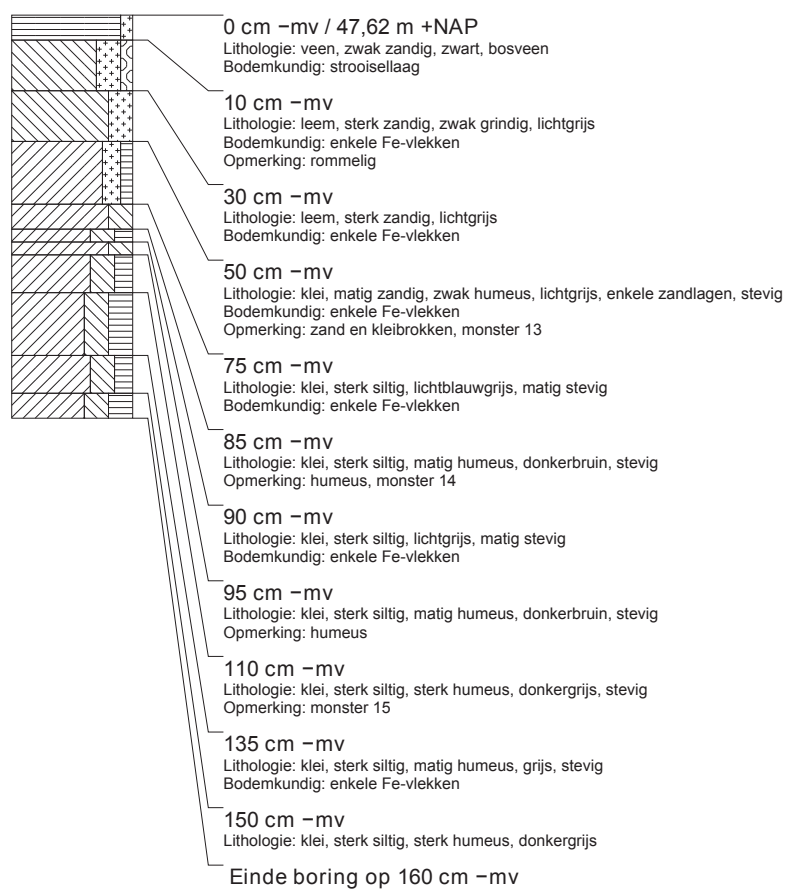 0 cm −mv / 47,62 m +NAP
Lithologie: veen, zwak zandig, zwart, bosveen
Bodemkundig: strooisellaag
10 cm −mv
Lithologie: leem, sterk zandig, zwak grindig, lichtgrijs
Bodemkundig: enkele Fe-vlekken
Opmerking: rommelig
30 cm −mv
Lithologie: leem, sterk zandig, lichtgrijs
Bodemkundig: enkele Fe-vlekken
50 cm −mv
Lithologie: klei, matig zandig, zwak humeus, lichtgrijs, enkele zandlagen, stevig
Bodemkundig: enkele Fe-vlekken
Opmerking: zand en kleibrokken, monster 13
75 cm −mv
Lithologie: klei, sterk siltig, lichtblauwgrijs, matig stevig
Bodemkundig: enkele Fe-vlekken
85 cm −mv
Lithologie: klei, sterk siltig, matig humeus, donkerbruin, stevig
Opmerking: humeus, monster 14
90 cm −mv
Lithologie: klei, sterk siltig, lichtgrijs, matig stevig
Bodemkundig: enkele Fe-vlekken
95 cm −mv
Lithologie: klei, sterk siltig, matig humeus, donkerbruin, stevig
Opmerking: humeus
110 cm −mv
Lithologie: klei, sterk siltig, sterk humeus, donkergrijs, stevig
Opmerking: monster 15
135 cm −mv
Lithologie: klei, sterk siltig, matig humeus, grijs, stevig
Bodemkundig: enkele Fe-vlekken
150 cm −mv
Lithologie: klei, sterk siltig, sterk humeus, donkergrijs
Einde boring op 160 cm −mv